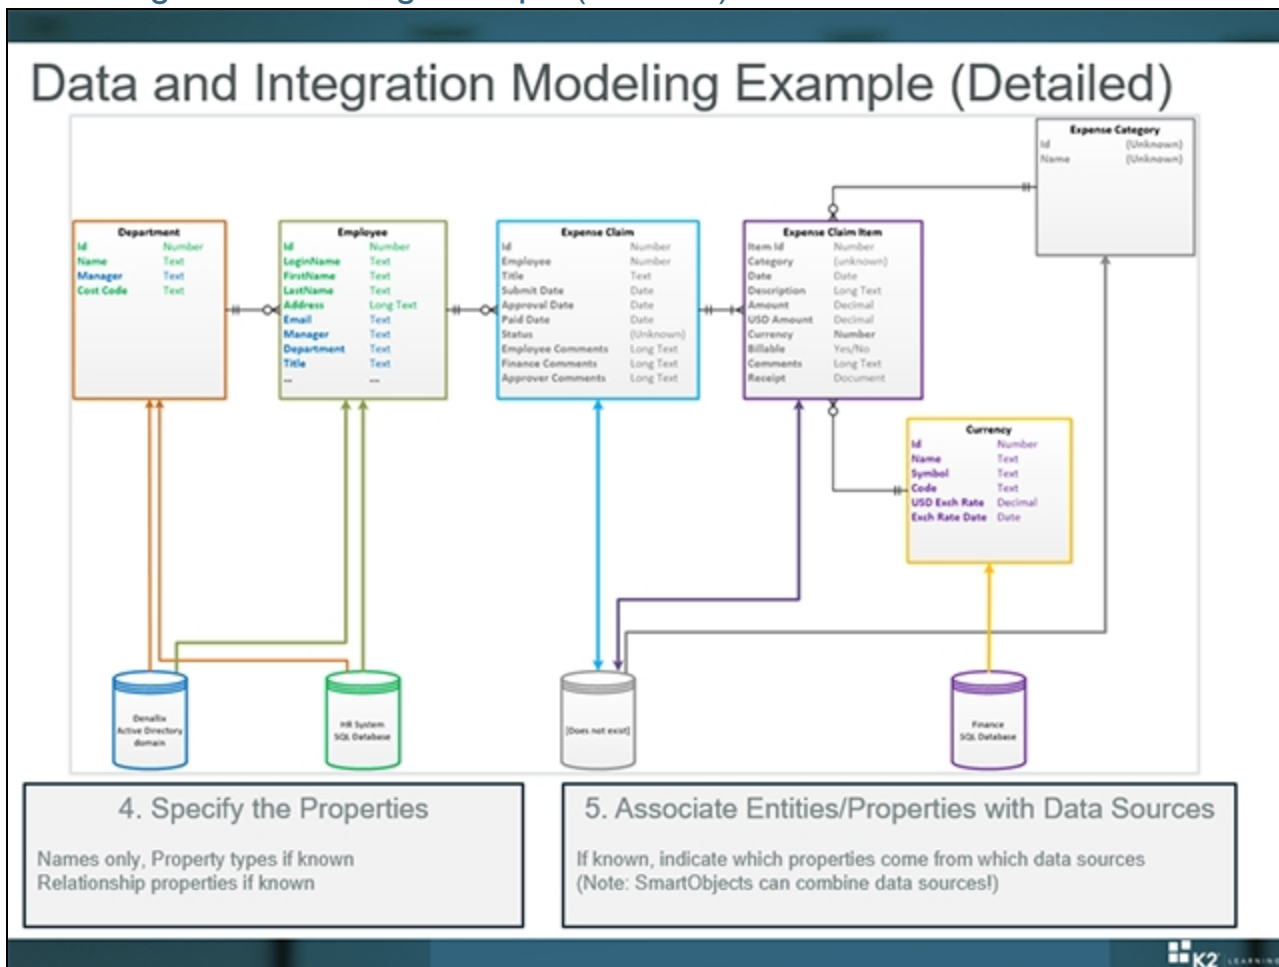 Data and Integration Modeling Example (Detailed)
Expense Category
Id (Unknown)
Name (Unknown)
Department
Id Number
Name Text
Manager Text
Cost Code Text
Employee
Id Number
LoginName Text
FirstName Text
LastName Text
Address Long Text
Email Text
Manager Text
Department Text
Title Text
... ...
Expense Claim
Id Number
Employee Number
Title Text
Submit Date Date
Approval Date Date
Paid Date Date
Status (Unknown)
Employee Comments Long Text
Finance Comments Long Text
Approver Comments Long Text
Expense Claim Item
Item Id Number
Category (unknown)
Date Date
Description Long Text
Amount Decimal
USD Amount Decimal
Currency Number
Billable Yes/No
Comments Long Text
Receipt Document
Currency
Id Number
Name Text
Symbol Text
Code Text
USD Exch Rate Decimal
Exch Rate Date Date
Denallix
Active Directory
domain
HR System
SQL Database
[Does not exist]
Finance
SQL Database
4. Specify the Properties
Names only, Property types if known
Relationship properties if known
5. Associate Entities/Properties with Data Sources
If known, indicate which properties come from which data sources
(Note: SmartObjects can combine data sources!)
K2 LEARNING